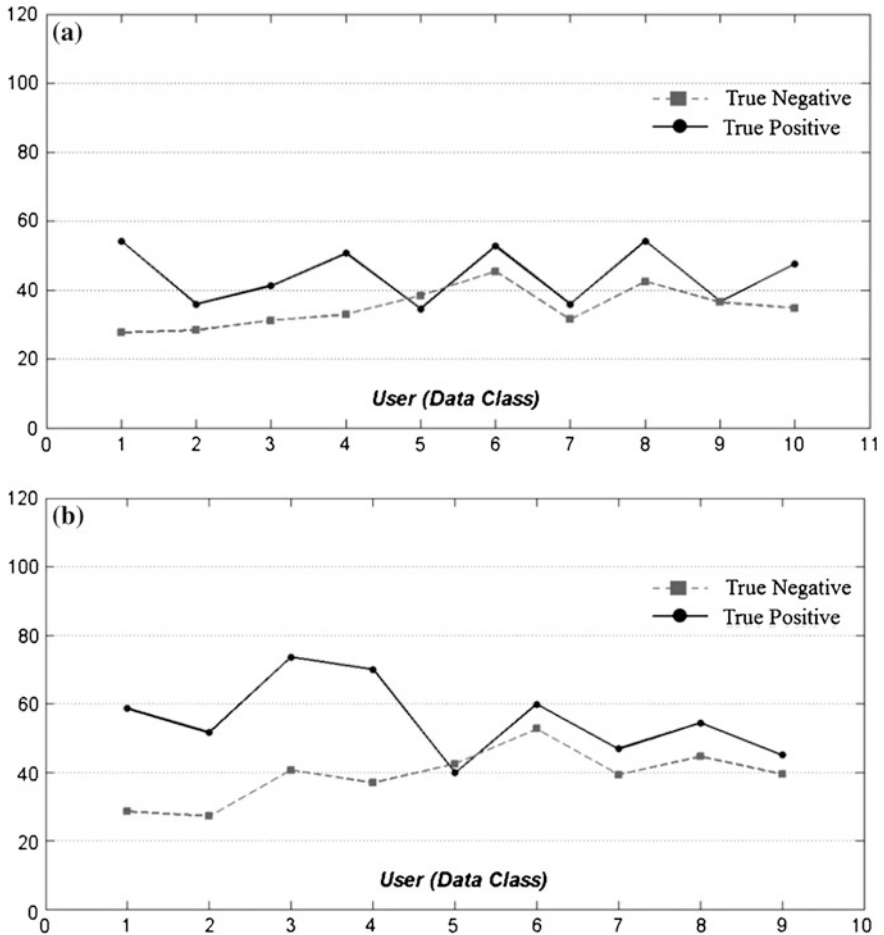 120
(a)
100
True Negative
80
True Positive
60
40
20
User (Data Class)
0
0 1 2 3 4 5 6 7 8 9 10 11
120
(b)
100
True Negative
80
True Positive
60
40
20
User (Data Class)
0
0 1 2 3 4 5 6 7 8 9 10